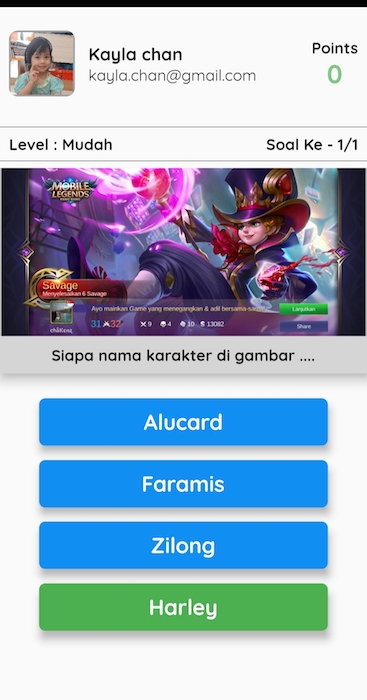 Kayla chan
kayla.chan@gmail.com
Points
0
Level : Mudah
Soal Ke - 1/1
MOBILE
LEGENDS
BANG BANG
Savage
Menyelesaikan 6 Savage
Ayo mainkan Game yang menegangkan & adil bersama-sama
Lanjutkan
31 32
9 4 10 13082
Share
Siapa nama karakter di gambar ....
Alucard
Faramis
Zilong
Harley